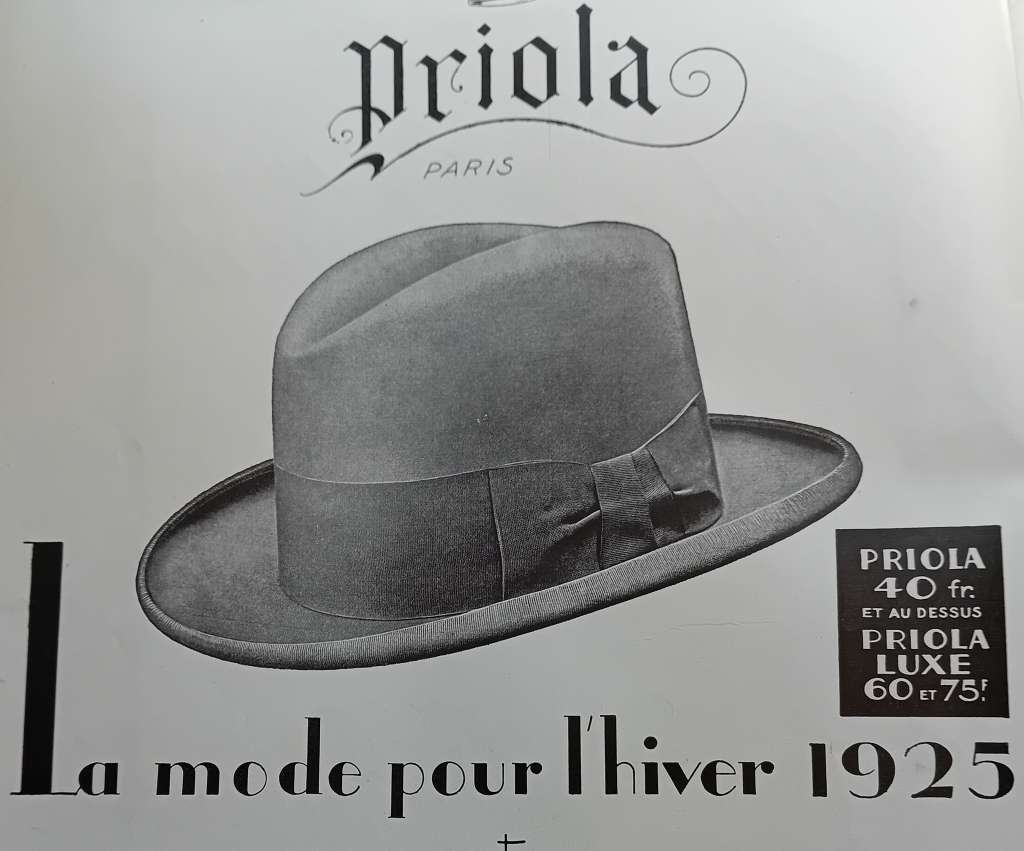 Priola
PARIS
PRIOLA
40 fr.
ET AU DESSUS
PRIOLA
LUXE
60 ET 75F.
La mode pour l'hiver 1925